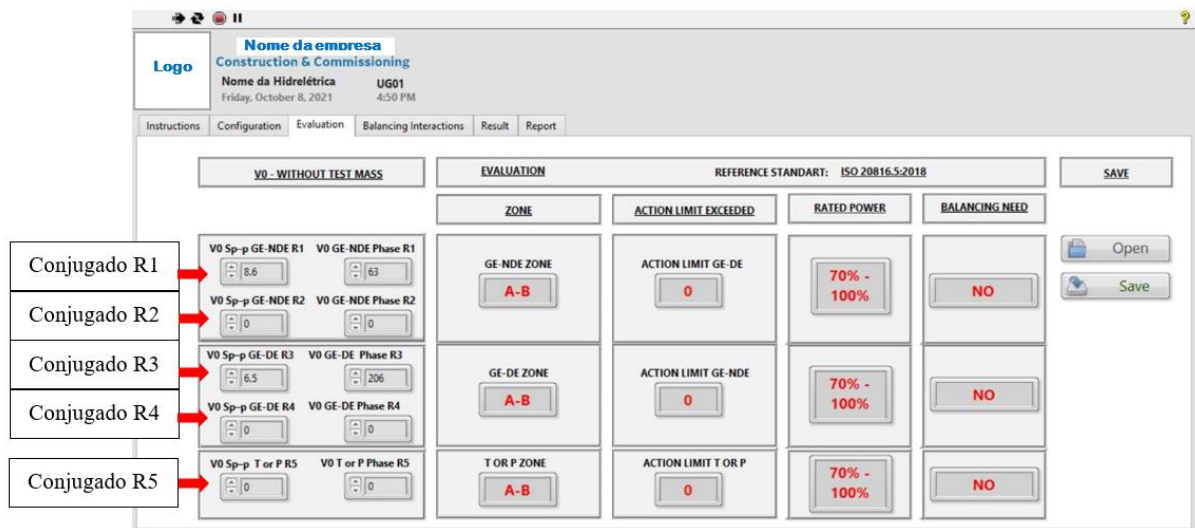 Logo
Nome da empresa
Construction & Commissioning
Nome da Hidrelétrica UG01
Friday, October 8, 2021 4:50 PM
Instructions Configuration Evaluation Balancing Interactions Result Report
V0 - WITHOUT TEST MASS EVALUATION REFERENCE STANDART: ISO 20816.5:2018 SAVE
ZONE ACTION LIMIT EXCEEDED RATED POWER BALANCING NEED
Conjugado R1
V0 Sp-p GE-NDE R1 V0 GE-NDE Phase R1
8.6 63
Conjugado R2
V0 Sp-p GE-NDE R2 V0 GE-NDE Phase R2
0 0
GE-NDE ZONE
A-B
ACTION LIMIT GE-DE
0
70% -
100%
NO
Open
Save
Conjugado R3
V0 Sp-p GE-DE R3 V0 GE-DE Phase R3
6.5 206
Conjugado R4
V0 Sp-p GE-DE R4 V0 GE-DE Phase R4
0 0
GE-DE ZONE
A-B
ACTION LIMIT GE-NDE
0
70% -
100%
NO
Conjugado R5
V0 Sp-p T or P R5 V0 T or P Phase R5
0 0
T OR P ZONE
A-B
ACTION LIMIT T OR P
0
70% -
100%
NO